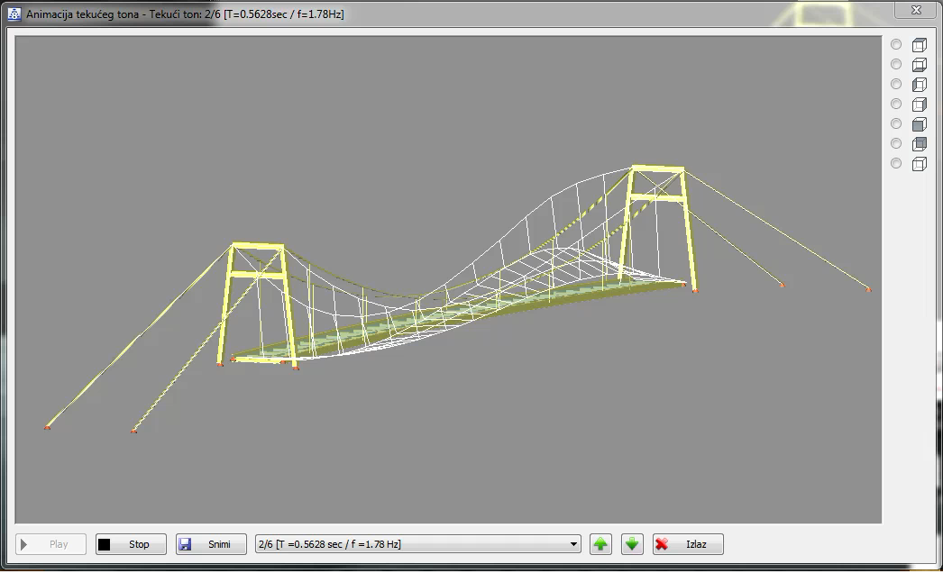 Animacija tekućeg tona - Tekući ton: 2/6 [T=0.5628sec / f=1.78Hz]
Play Stop Snimi 2/6 [T =0.5628 sec / f =1.78 Hz] Izlaz